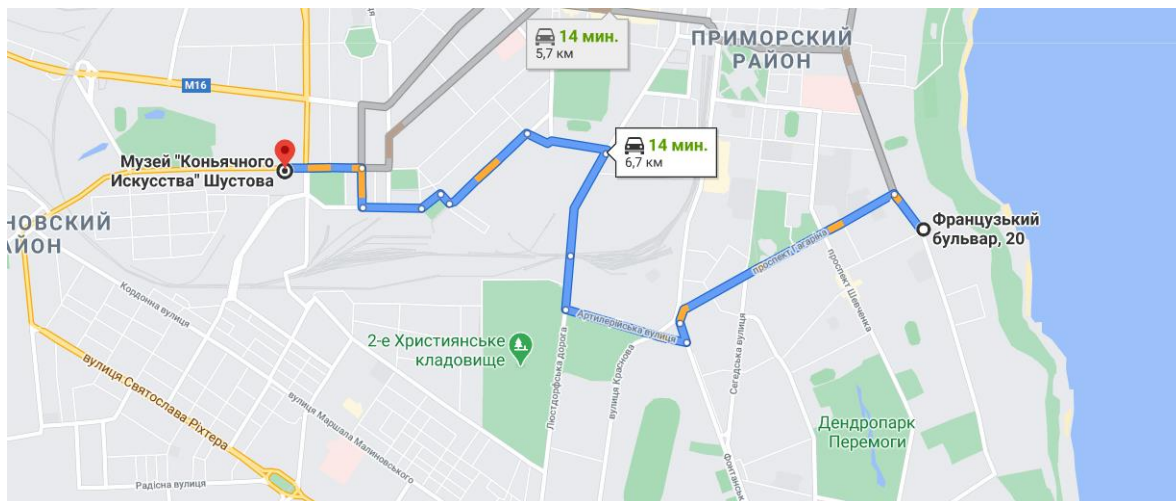 14 мин.
5,7 км
ПРИМОРСКИЙ
РАЙОН
M16
14 мин.
6,7 км
Музей "Коньячного
Искусства" Шустова
НОВСКИЙ
АЙОН
Французький
бульвар, 20
проспект Гагаріна
проспект Шевченка
Кордонна вулиця
Артилерійська вулиця
2-е Християнське
кладовище
Люстдорфська дорога
вулиця Краснова
Сегедська вулиця
вулиця Святослава Ріхтера
вулиця Маршала Малиновського
Дендропарк
Перемоги
Фонтанськ
Радісна вулиця